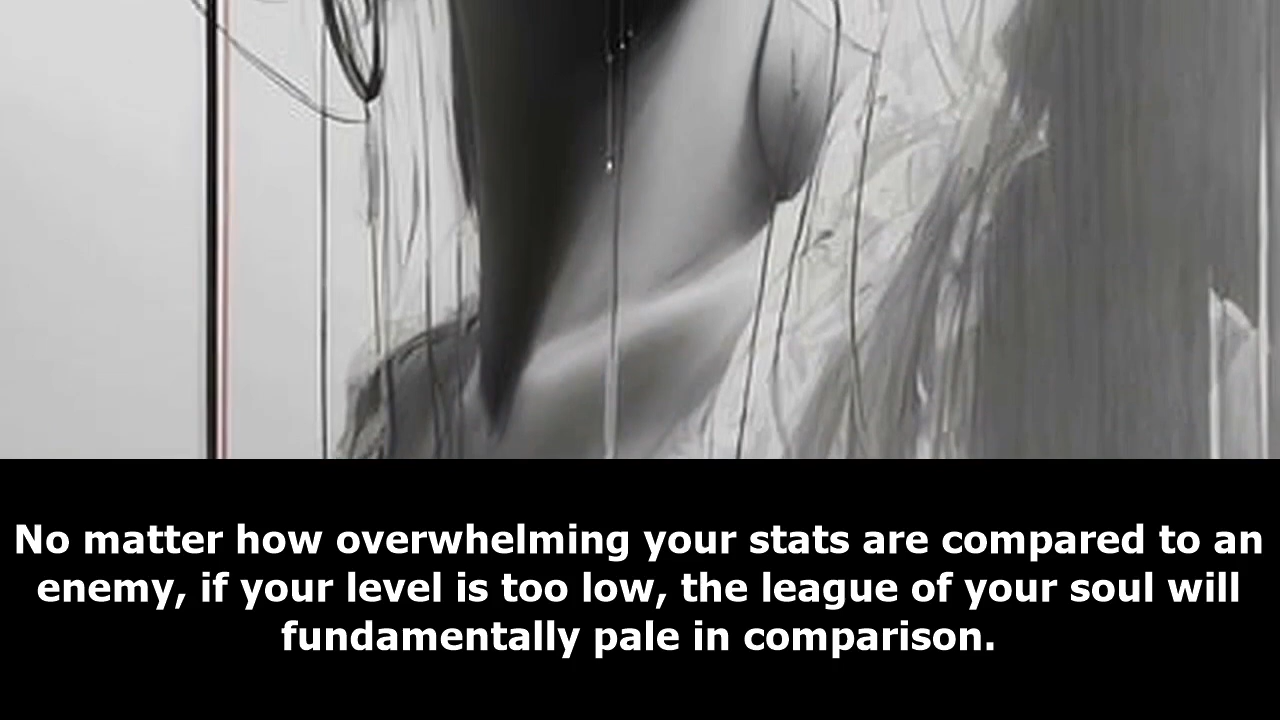 No matter how overwhelming your stats are compared to an
enemy, if your level is too low, the league of your soul will
fundamentally pale in comparison.